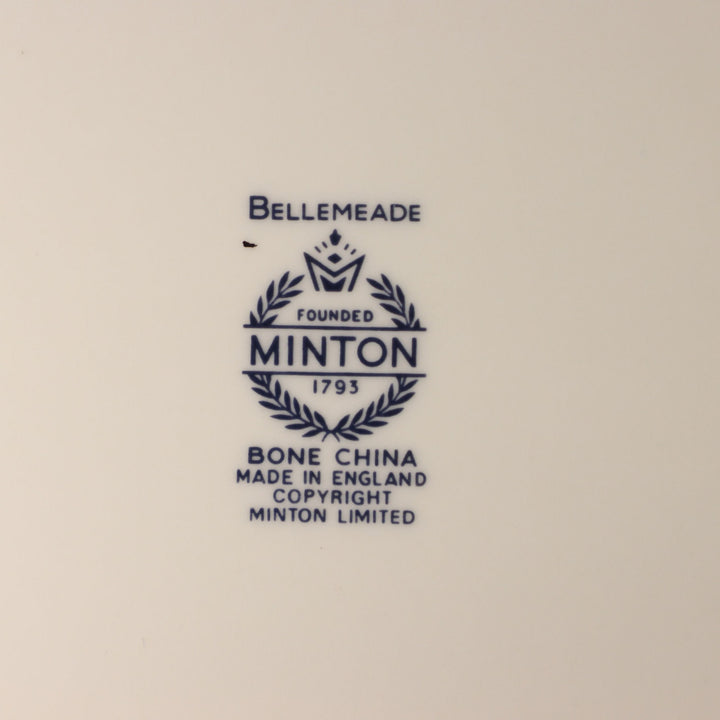 BELLEMEADE
FOUNDED
MINTON
1793
BONE CHINA
MADE IN ENGLAND
COPYRIGHT
MINTON LIMITED